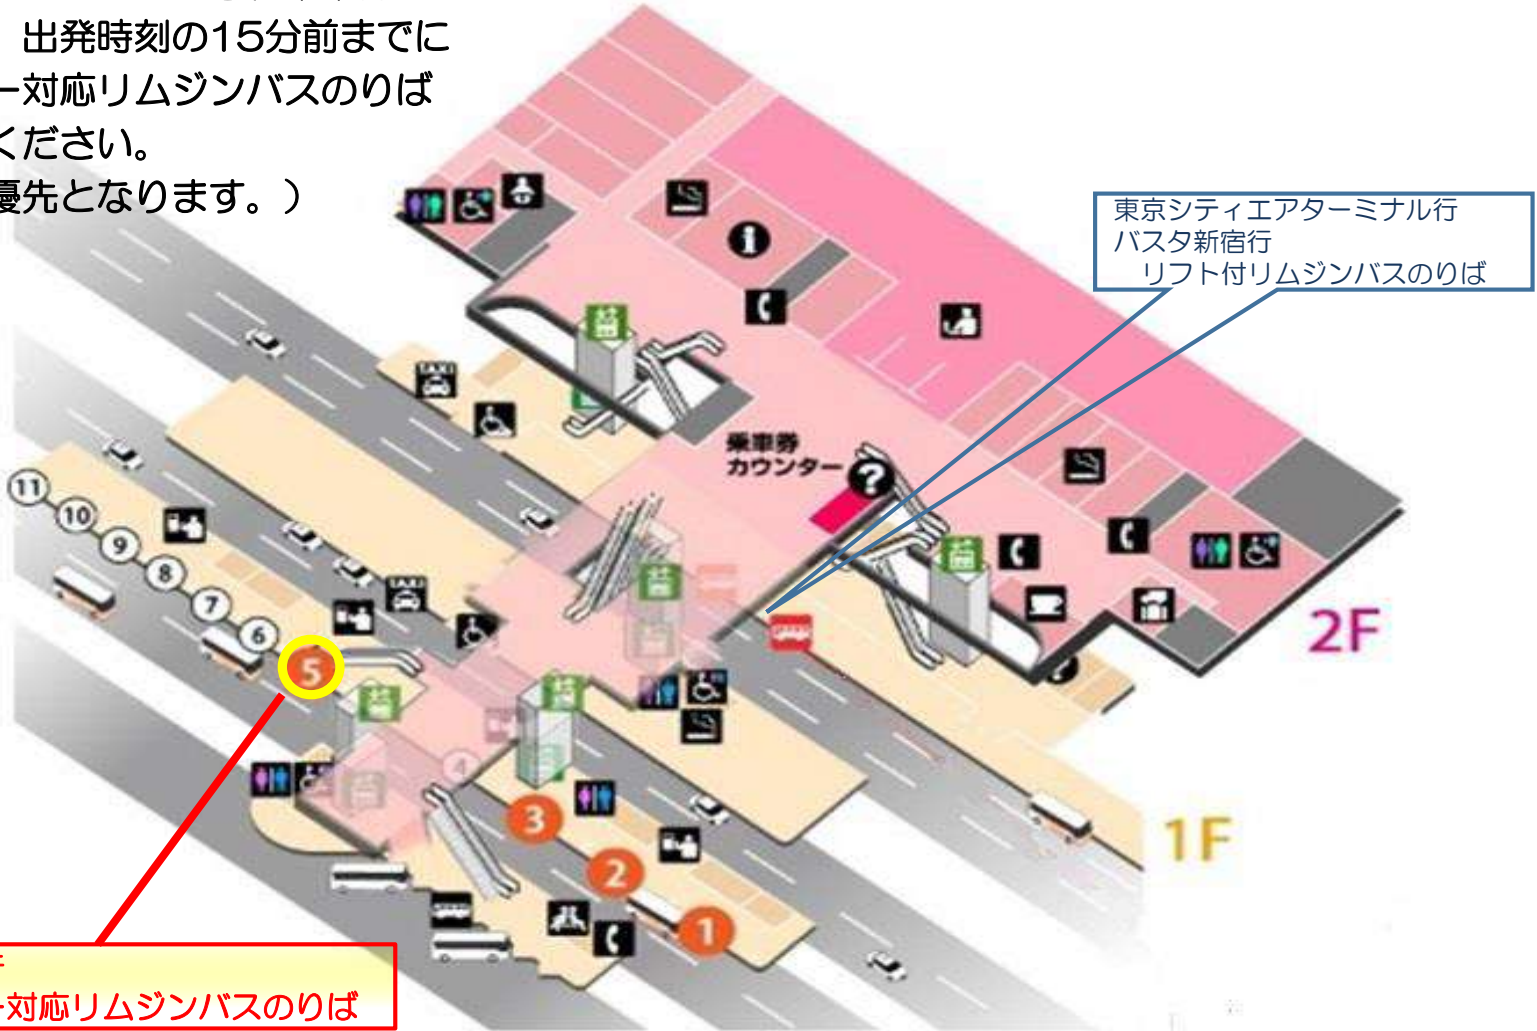 出発時刻の15分前までに
ー対応リムジンバスのりば
ください。
優先となります。）
東京シティエアターミナル行
バスタ新宿行
リフト付リムジンバスのりば
TAXI
乗車券
カウンター
11
10
9
8
7
6
5
TAXI
4
3
2
1
2F
1F
ー対応リムジンバスのりば